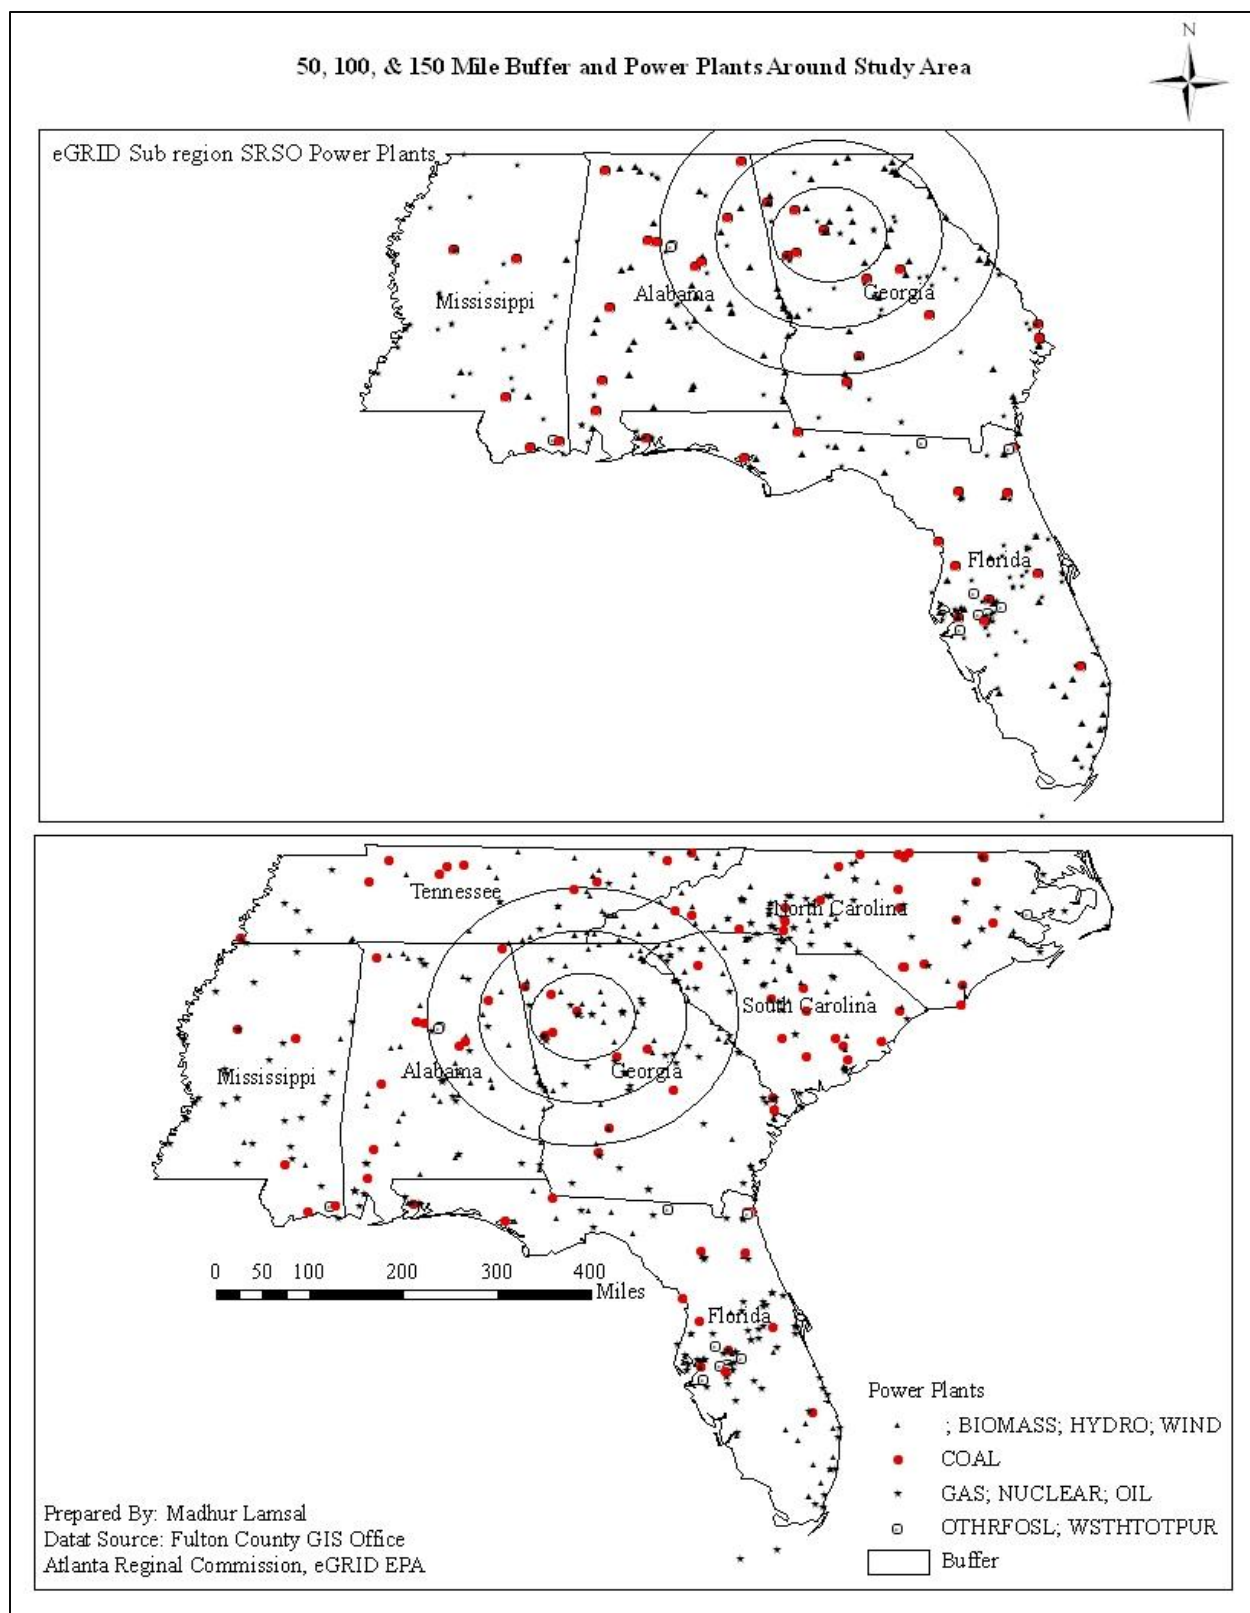 N
50, 100, & 150 Mile Buffer and Power Plants Around Study Area
eGRID Sub region SRSO Power Plants
Mississippi
Alabama
Georgia
Florida
Tennessee
North Carolina
South Carolina
Mississippi
Alabama
Georgia
0 50 100 200 300 400
Miles
Florida
Power Plants
; BIOMASS; HYDRO; WIND
COAL
GAS; NUCLEAR; OIL
OTHRFOSL; WSTHTOTPUR
Buffer
Prepared By: Madhur Lamsal
Datat Source: Fulton County GIS Office
Atlanta Reginal Commission, eGRID EPA